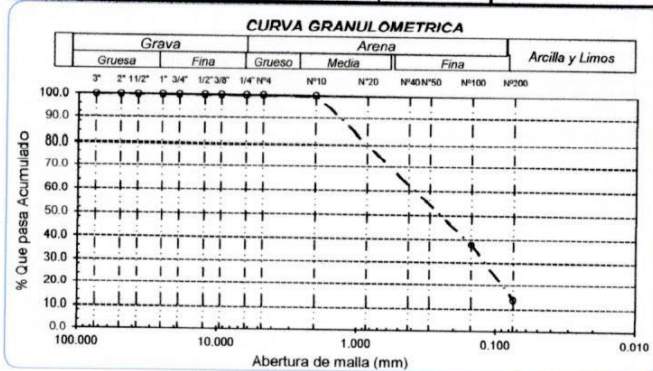 CURVA GRANULOMETRICA
Grava Arena Arcilla y Limos
Gruesa Fina Grueso Media Fina
3" 2" 1 1/2" 1" 3/4" 1/2" 3/8" 1/4" Nº4 Nº10 Nº20 Nº40 Nº50 Nº100 Nº200
% Que pasa Acumulado
100.0
90.0
80.0
70.0
60.0
50.0
40.0
30.0
20.0
10.0
0.0
100.000 10.000 1.000 0.100 0.010
Abertura de malla (mm)